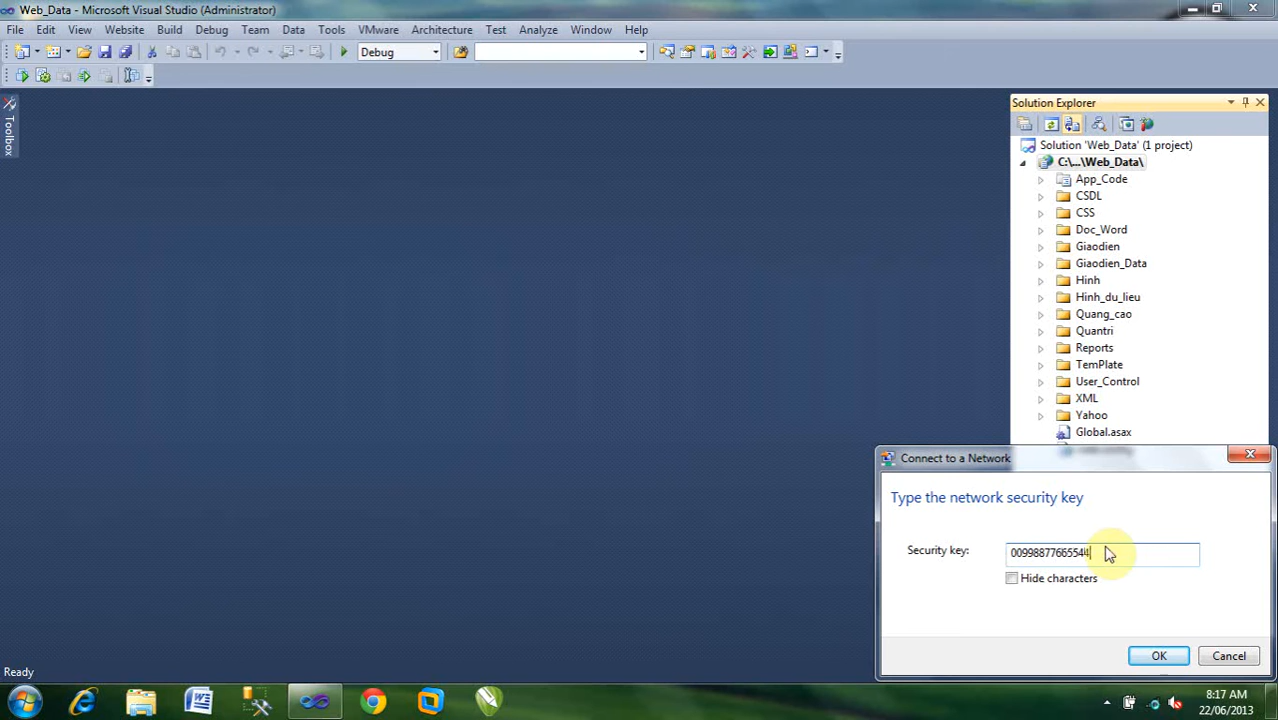 Web_Data - Microsoft Visual Studio (Administrator)
File Edit View Website Build Debug Team Data Tools VMware Architecture Test Analyze Window Help
Debug
Toolbox
Solution Explorer
Solution 'Web_Data' (1 project)
C:\...\Web_Data\
App_Code
CSDL
CSS
Doc_Word
Giaodien
Giaodien_Data
Hinh
Hinh_du_lieu
Quang_cao
Quantri
Reports
TemPlate
User_Control
XML
Yahoo
Global.asax
Connect to a Network
Type the network security key
Security key: 00998877665544
Hide characters
OK Cancel
Ready
8:17 AM
22/06/2013